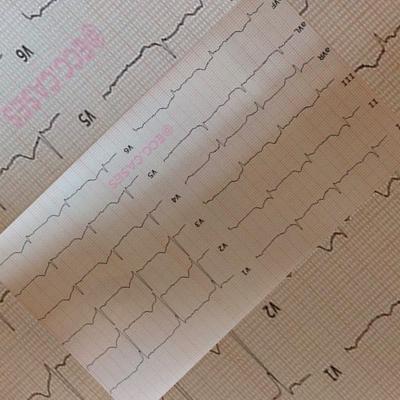 V6
@ECG.CASES
V5
aVF
aVL
aVR
III
II
V6
@ECG.CASES
V5
V4
V3
V2
V1
V2
V1